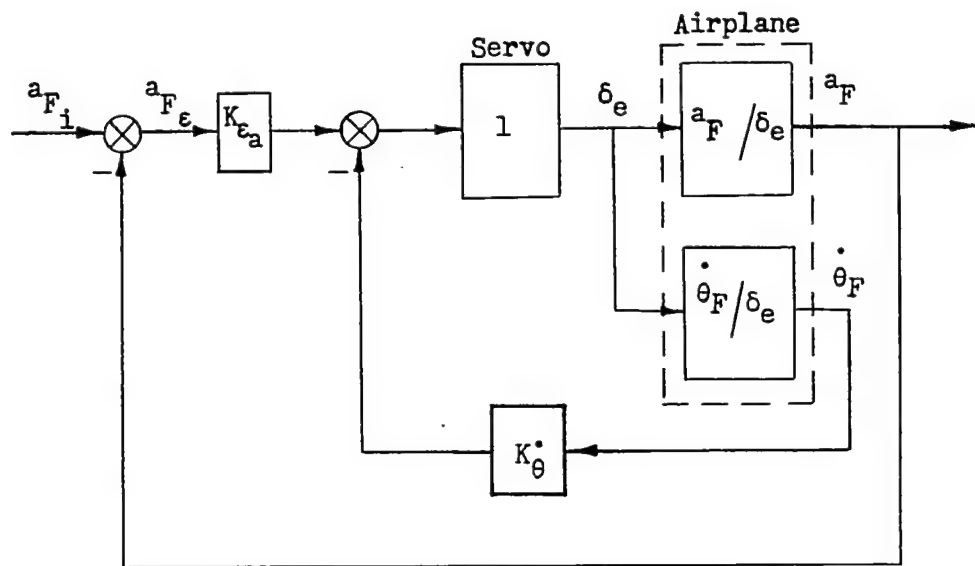 Airplane
Servo
a_F_i
a_F_ε
K_ε_a
1
δ_e
a_F/δ_e
a_F
θ̇_F/δ_e
θ̇_F
K_θ̇
−
−